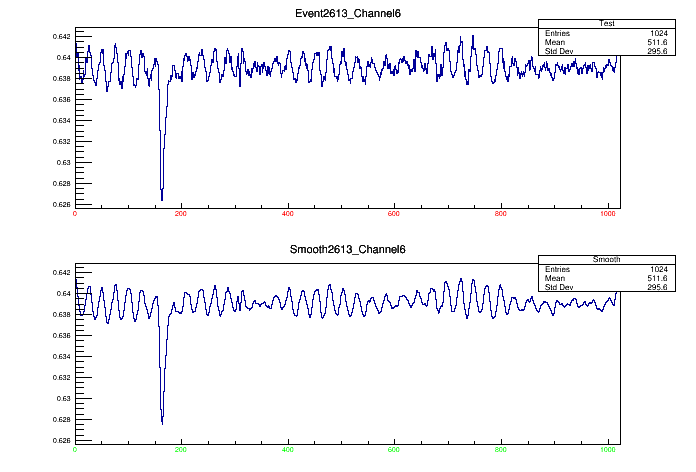 Event2613_Channel6
Test
Entries 1024
Mean 511.6
Std Dev 295.6
0.642
0.64
0.638
0.636
0.634
0.632
0.63
0.628
0.626
0 200 400 600 800 1000
Smooth2613_Channel6
Smooth
Entries 1024
Mean 511.6
Std Dev 295.6
0.642
0.64
0.638
0.636
0.634
0.632
0.63
0.628
0.626
0 200 400 600 800 1000